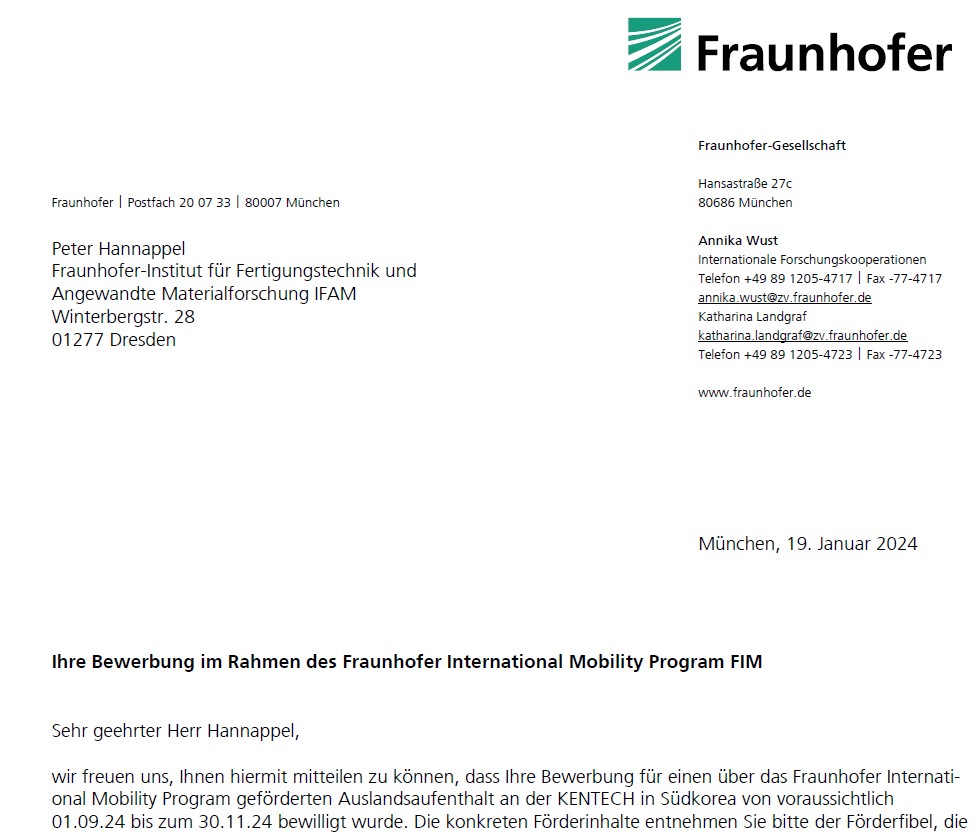 Fraunhofer
Fraunhofer-Gesellschaft
Hansastraße 27c
80686 München
Fraunhofer | Postfach 20 07 33 | 80007 München
Annika Wust
Internationale Forschungskooperationen
Telefon +49 89 1205-4717 | Fax -77-4717
annika.wust@zv.fraunhofer.de
Katharina Landgraf
katharina.landgraf@zv.fraunhofer.de
Telefon +49 89 1205-4723 | Fax -77-4723
www.fraunhofer.de
Peter Hannappel
Fraunhofer-Institut für Fertigungstechnik und
Angewandte Materialforschung IFAM
Winterbergstr. 28
01277 Dresden
München, 19. Januar 2024
Ihre Bewerbung im Rahmen des Fraunhofer International Mobility Program FIM
Sehr geehrter Herr Hannappel,
wir freuen uns, Ihnen hiermit mitteilen zu können, dass Ihre Bewerbung für einen über das Fraunhofer Internati-
onal Mobility Program geförderten Auslandsaufenthalt an der KENTECH in Südkorea von voraussichtlich
01.09.24 bis zum 30.11.24 bewilligt wurde. Die konkreten Förderinhalte entnehmen Sie bitte der Förderfibel, die